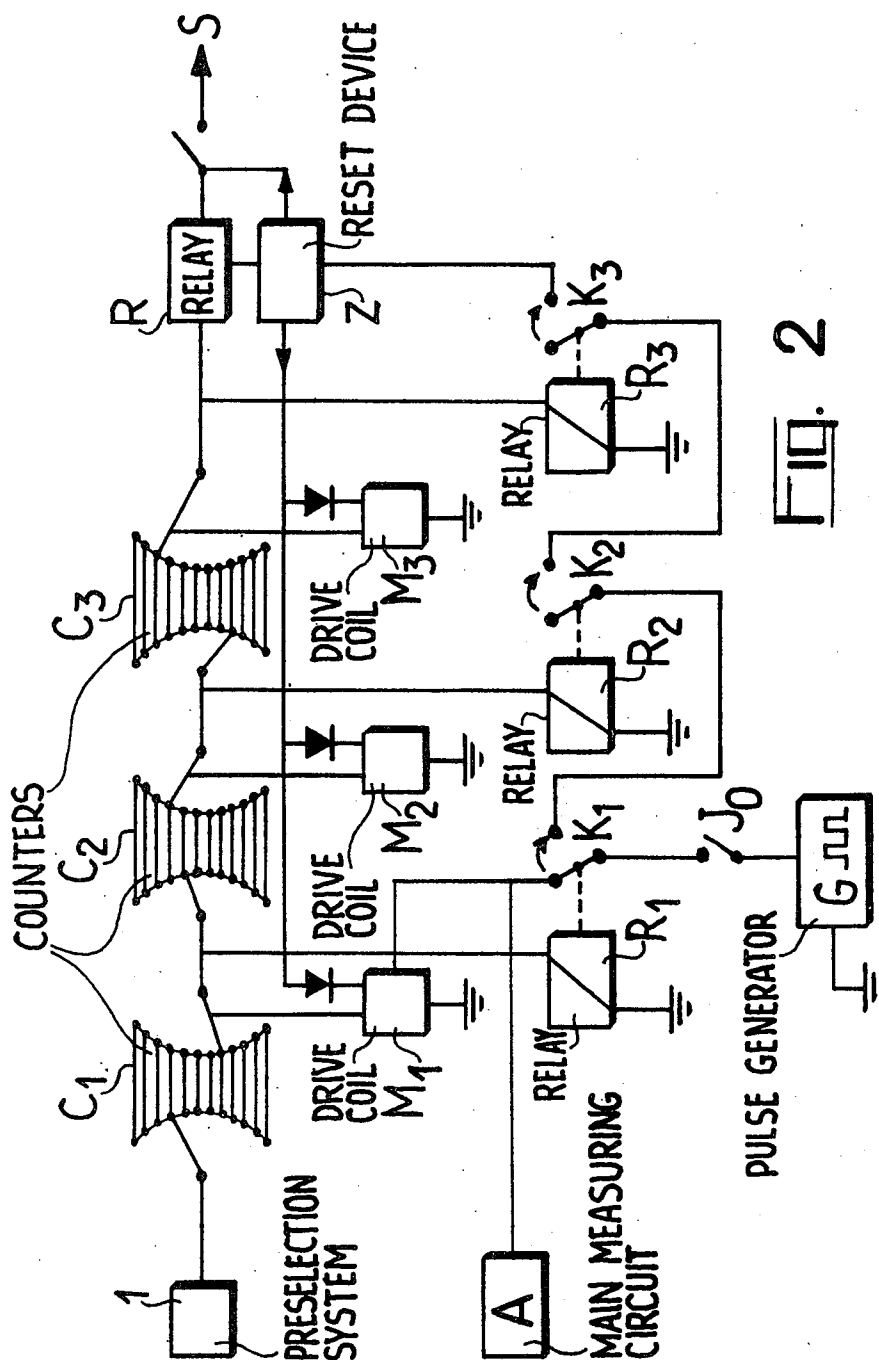 COUNTERS
C1
C2
C3
R
RELAY
S
1
PRESELECTION
SYSTEM
DRIVE
COIL
M1
DRIVE
COIL
M2
DRIVE
COIL
M3
Z
RESET DEVICE
A
MAIN MEASURING
CIRCUIT
RELAY
R1
K1
RELAY
R2
K2
RELAY
R3
K3
JO
G
PULSE GENERATOR
FIG. 2